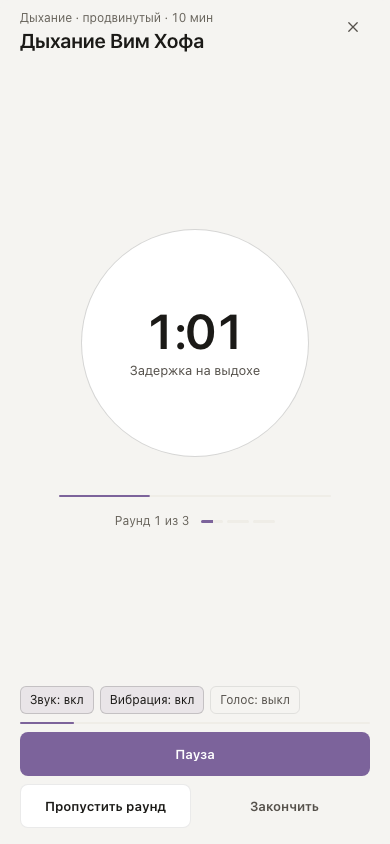 Дыхание · продвинутый · 10 мин
Дыхание Вим Хофа
1:01
Задержка на выдохе
Раунд 1 из 3
Звук: вкл
Вибрация: вкл
Голос: выкл
Пауза
Пропустить раунд
Закончить